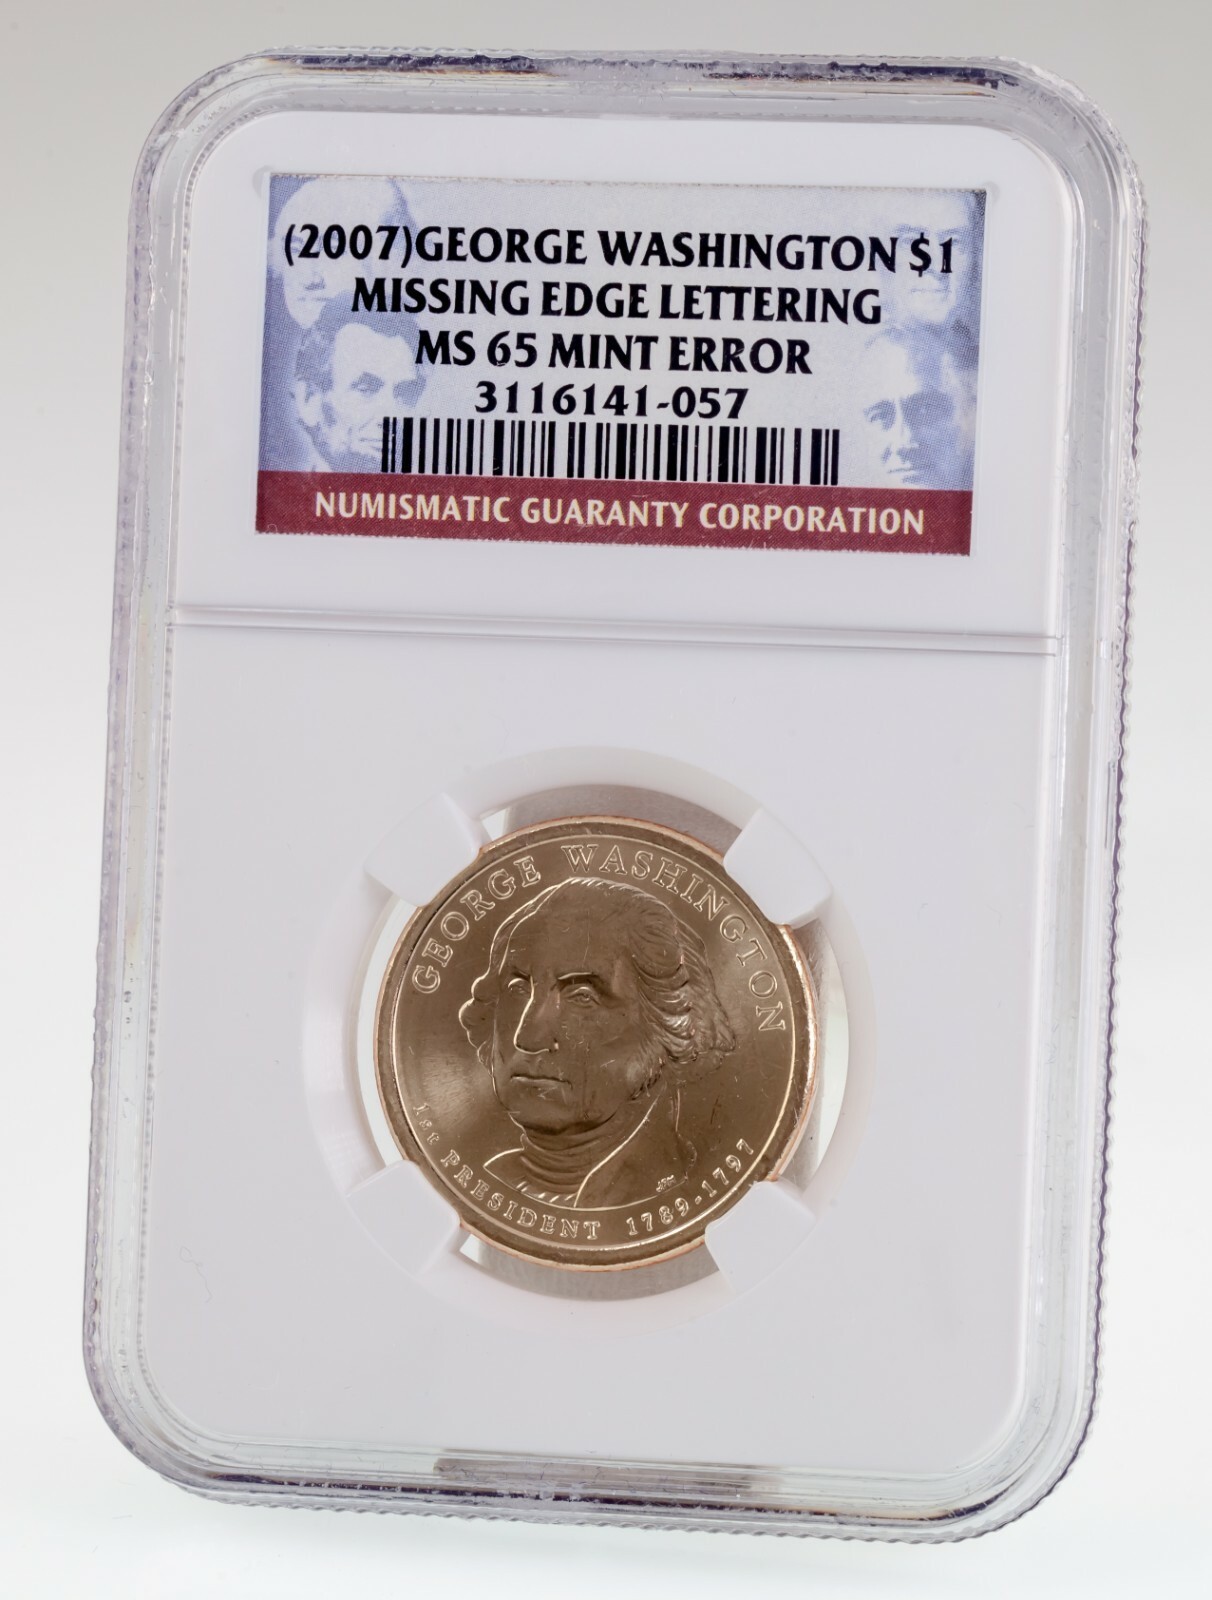 (2007)GEORGE WASHINGTON $1
MISSING EDGE LETTERING
MS 65 MINT ERROR
3116141-057
NUMISMATIC GUARANTY CORPORATION
GEORGE WASHINGTON
1ST PRESIDENT 1789-1797